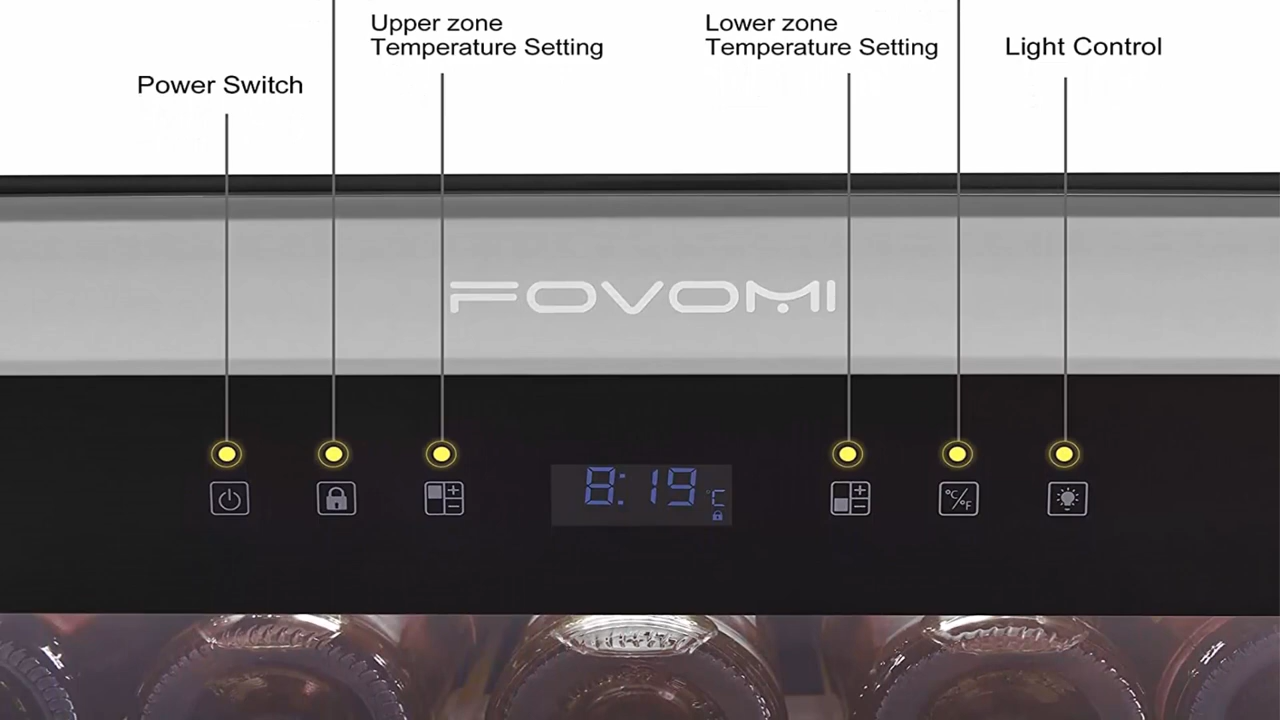 Upper zone
Temperature Setting
Lower zone
Temperature Setting
Light Control
Power Switch
FOVOMI
8:19 °C
°C/°F